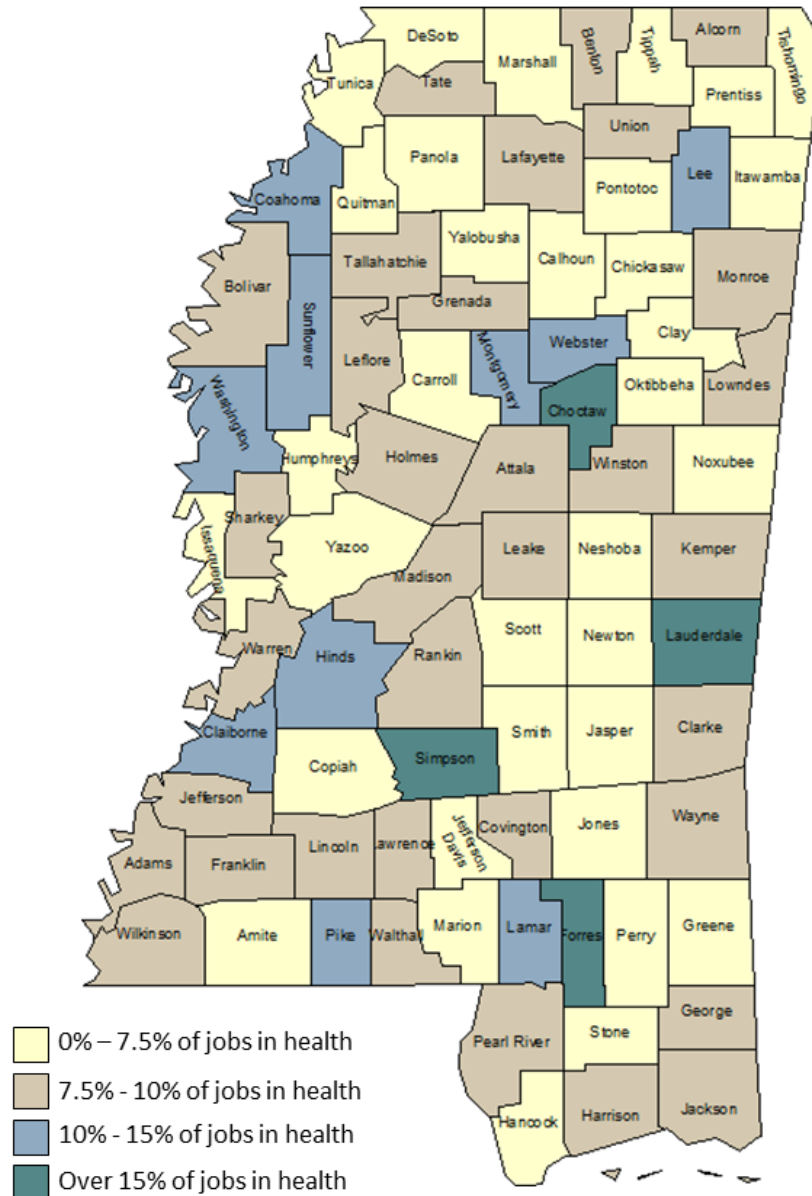 DeSoto
Marshall
Benton
Tippah
Alcorn
Tishomingo
Tunica
Tate
Prentiss
Union
Panola
Lafayette
Lee
Itawamba
Coahoma
Quitman
Pontotoc
Yalobusha
Calhoun
Chickasaw
Monroe
Tallahatchie
Bolivar
Grenada
Sunflower
Leflore
Carroll
Montgomery
Webster
Clay
Oktibbeha
Lowndes
Washington
Choctaw
Humphreys
Holmes
Attala
Winston
Noxubee
Sharkey
Issaquena
Yazoo
Madison
Leake
Neshoba
Kemper
Warren
Hinds
Rankin
Scott
Newton
Lauderdale
Claiborne
Copiah
Simpson
Smith
Jasper
Clarke
Jefferson
Lincoln
Lawrence
Jefferson
Davis
Covington
Jones
Wayne
Adams
Franklin
Wilkinson
Amite
Pike
Walthall
Marion
Lamar
Forres
Perry
Greene
Pearl River
Stone
George
Hancock
Harrison
Jackson
0% – 7.5% of jobs in health
7.5% - 10% of jobs in health
10% - 15% of jobs in health
Over 15% of jobs in health